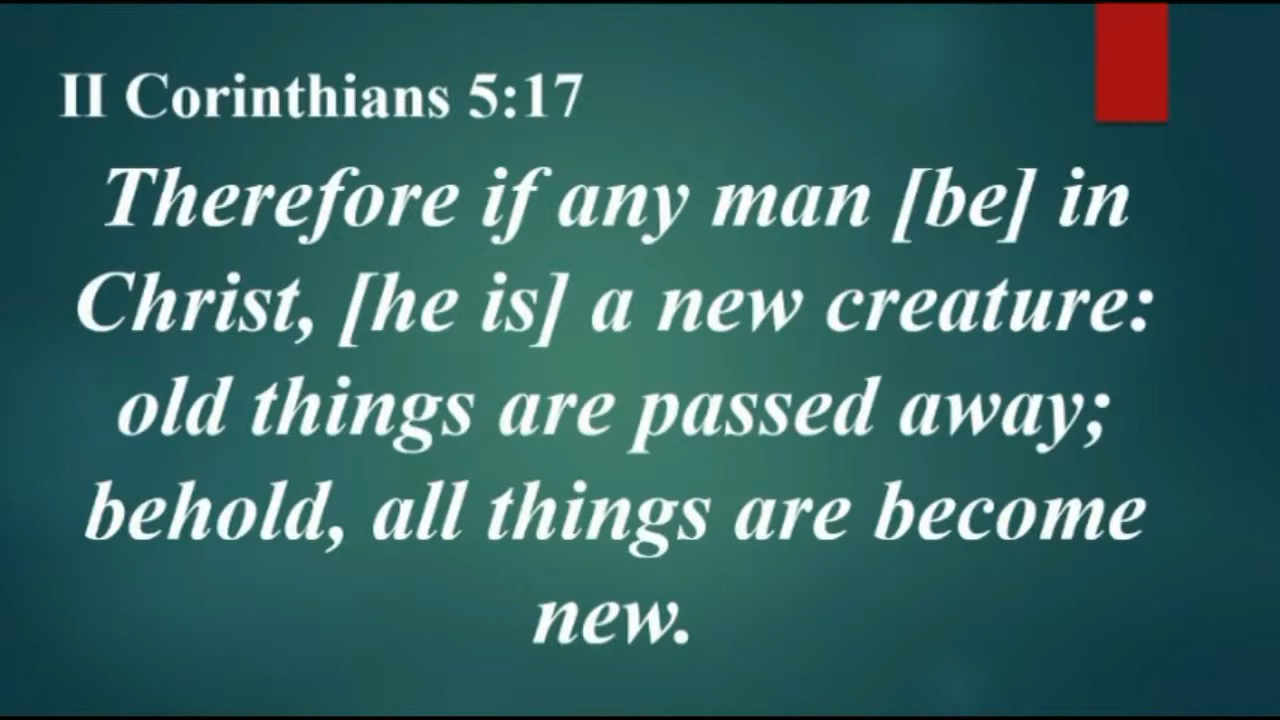 II Corinthians 5:17
Therefore if any man [be] in
Christ, [he is] a new creature:
old things are passed away;
behold, all things are become
new.